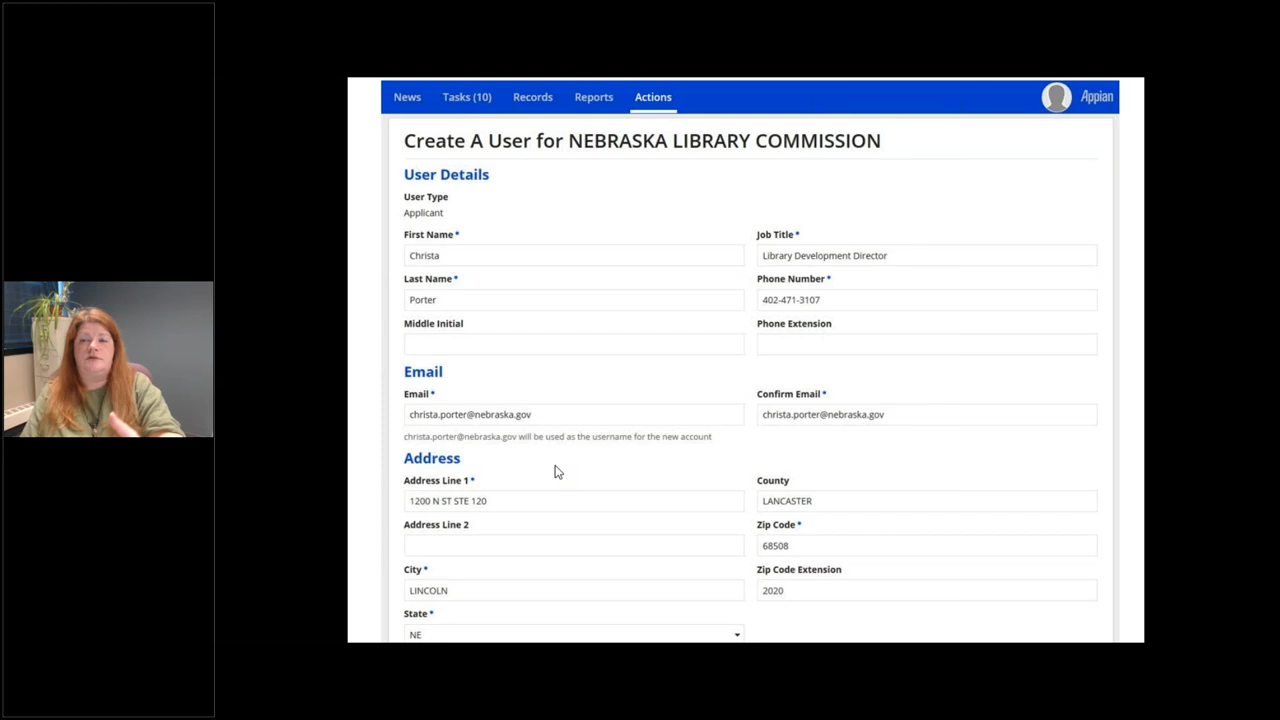 News Tasks (10) Records Reports Actions Appian
Create A User for NEBRASKA LIBRARY COMMISSION
User Details
User Type
Applicant
First Name * Job Title *
Christa Library Development Director
Last Name * Phone Number *
Porter 402-471-3107
Middle Initial Phone Extension
Email
Email * Confirm Email *
christa.porter@nebraska.gov christa.porter@nebraska.gov
christa.porter@nebraska.gov will be used as the username for the new account
Address
Address Line 1 * County
1200 N ST STE 120 LANCASTER
Address Line 2 Zip Code *
68508
City * Zip Code Extension
LINCOLN 2020
State *
NE